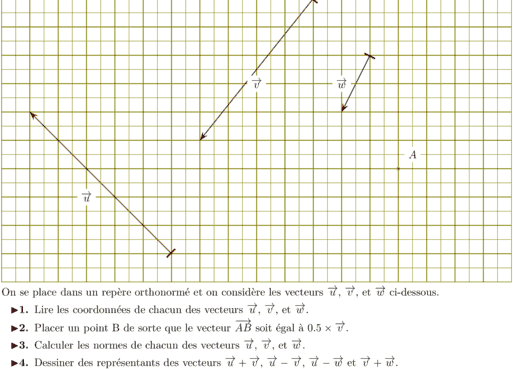 v⃗
w⃗
A
u⃗
On se place dans un repère orthonormé et on considère les vecteurs u⃗, v⃗, et w⃗ ci-dessous.
▶1. Lire les coordonnées de chacun des vecteurs u⃗, v⃗, et w⃗.
▶2. Placer un point B de sorte que le vecteur A⃗B⃗ soit égal à 0.5 × v⃗.
▶3. Calculer les normes de chacun des vecteurs u⃗, v⃗, et w⃗.
▶4. Dessiner des représentants des vecteurs u⃗ + v⃗, u⃗ − v⃗, u⃗ − w⃗ et v⃗ + w⃗.